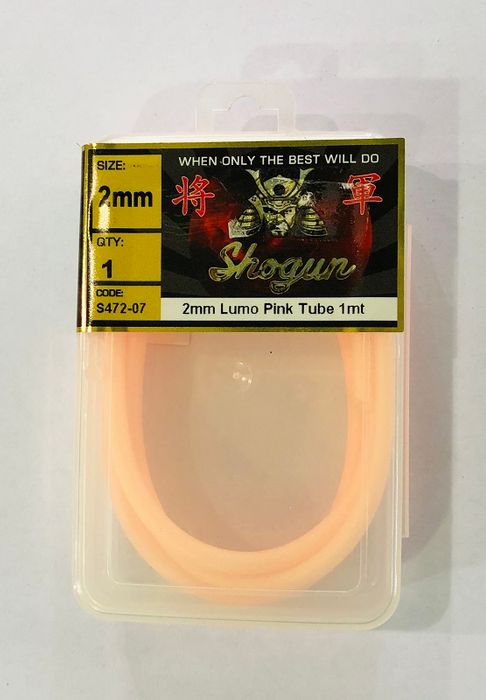 SIZE:
2mm
QTY:
1
CODE:
S472-07
WHEN ONLY THE BEST WILL DO
将 軍
Shogun
2mm Lumo Pink Tube 1mt